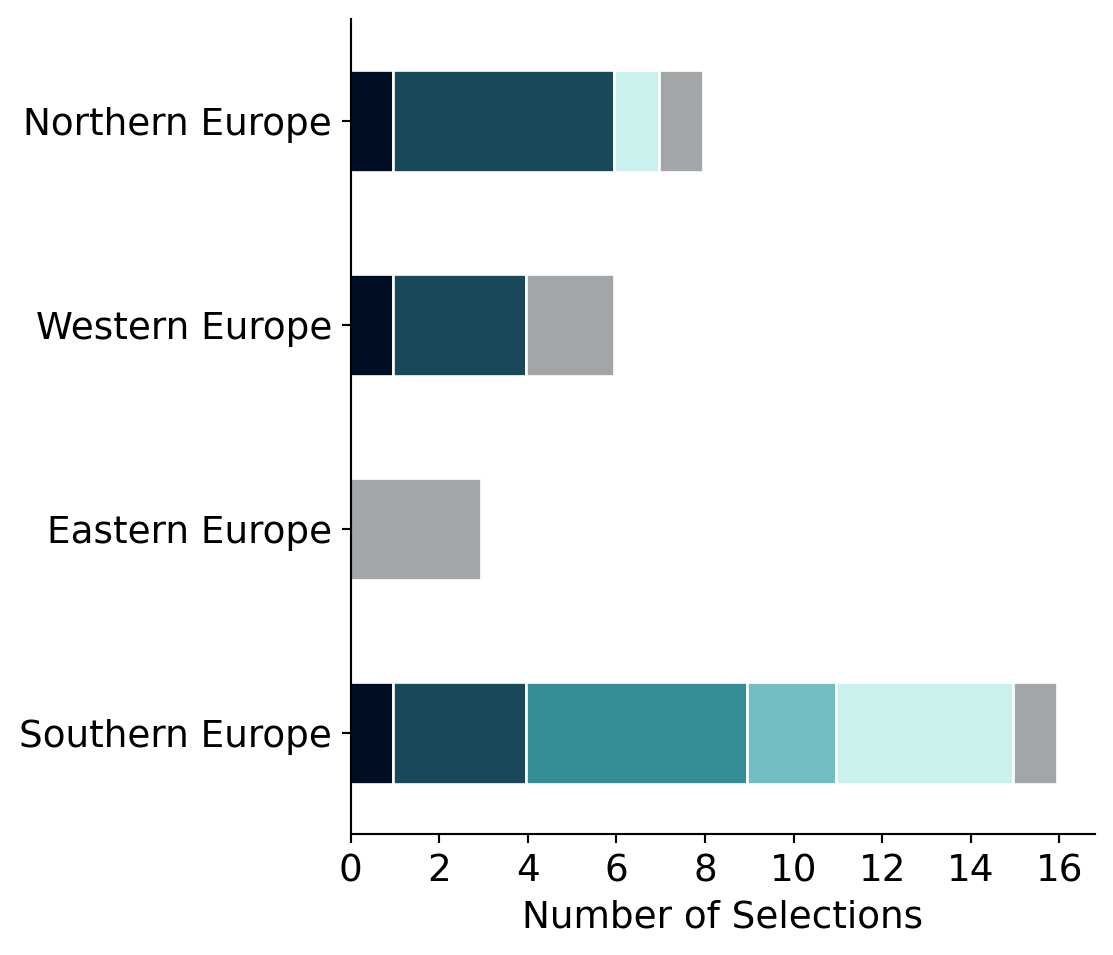 Northern Europe
Western Europe
Eastern Europe
Southern Europe
0 2 4 6 8 10 12 14 16
Number of Selections